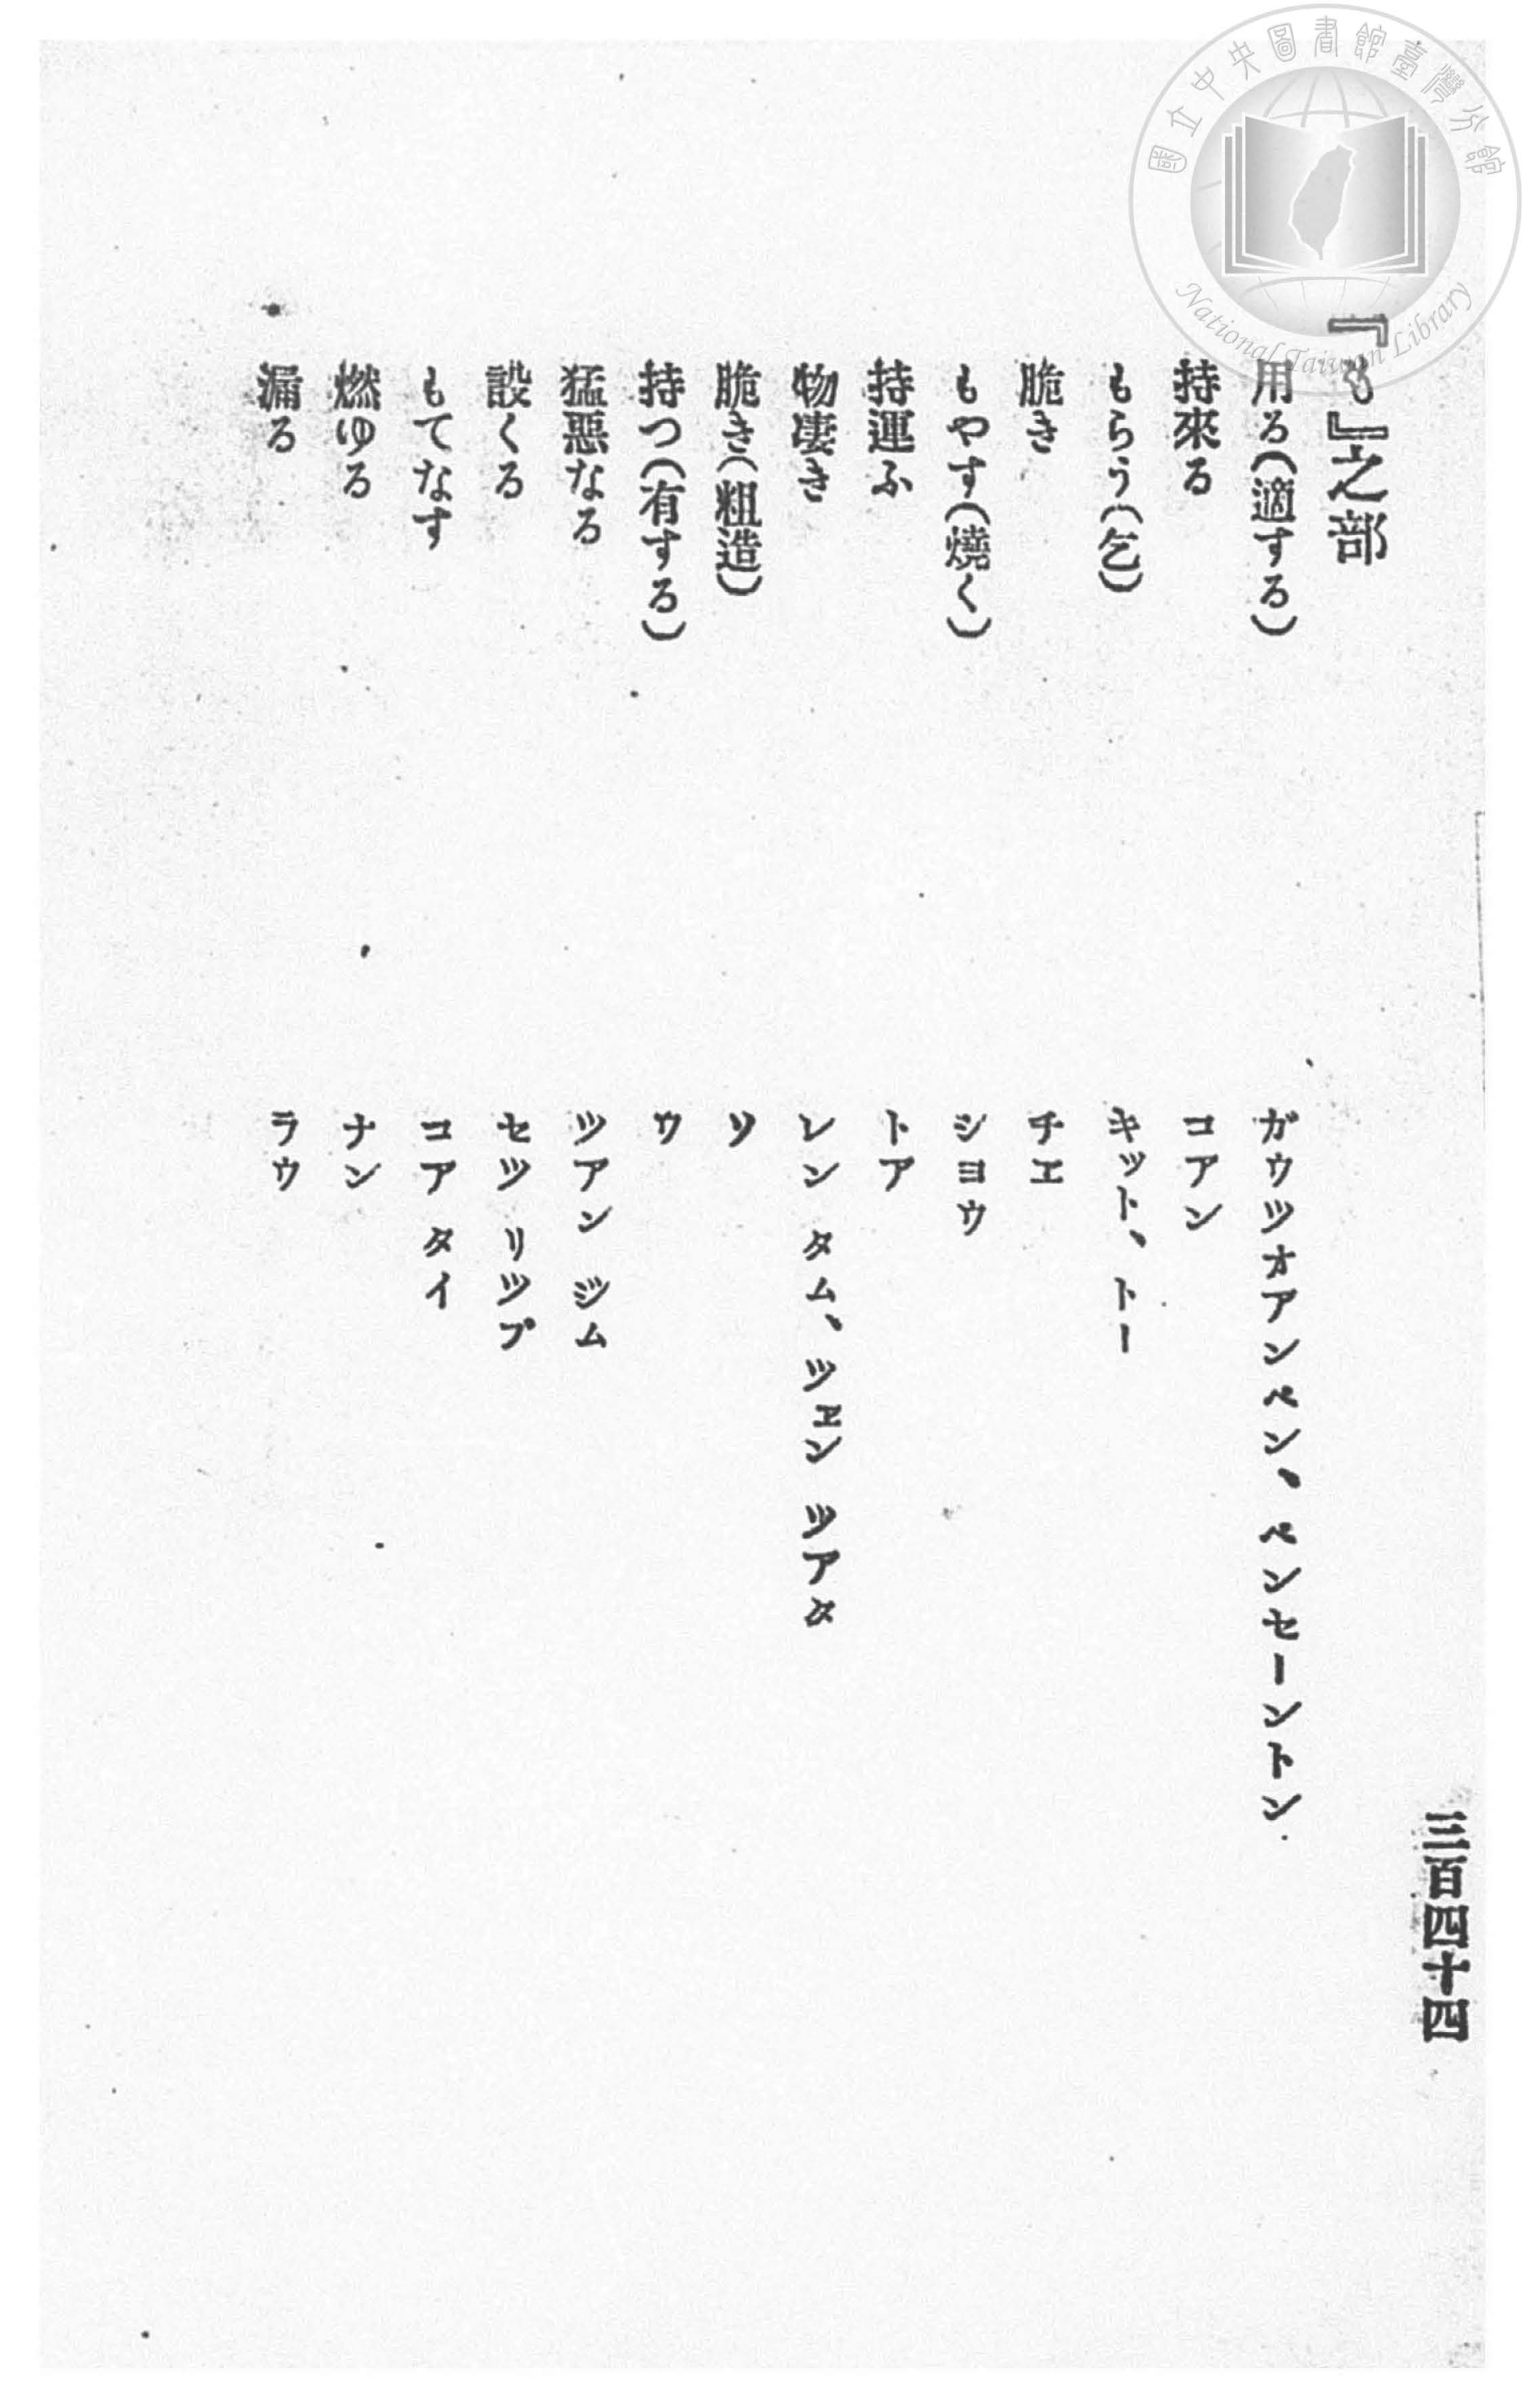 國立中央圖書館臺灣分館
National Taiwan Library
三百四十四
『も』之部
用る(適する) ガウツオアンペン、ペンセーントン
持來る コアン
もらう(乞) キット、トー
脆き チエ
もやす(燒く) シヨウ
持運ふ トア
物凄き レン タム、ツエン ツアタ
脆き(粗造) ソ
持つ(有する) ウ
猛惡なる ツアン ジム
設くる セツ リツプ
もてなす コア タイ
燃ゆる ナン
漏る ラウ